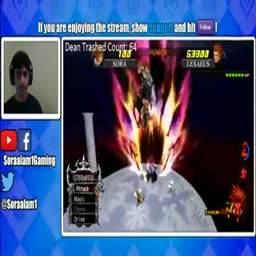 If you are enjoying the stream, show support and hit Follow !
Dean Trashed Count: 64
SORA
LEXAEUS
COMMANDS
Attack
Magic
Items
Drive
Soraalam1Gaming
@Soraalam1